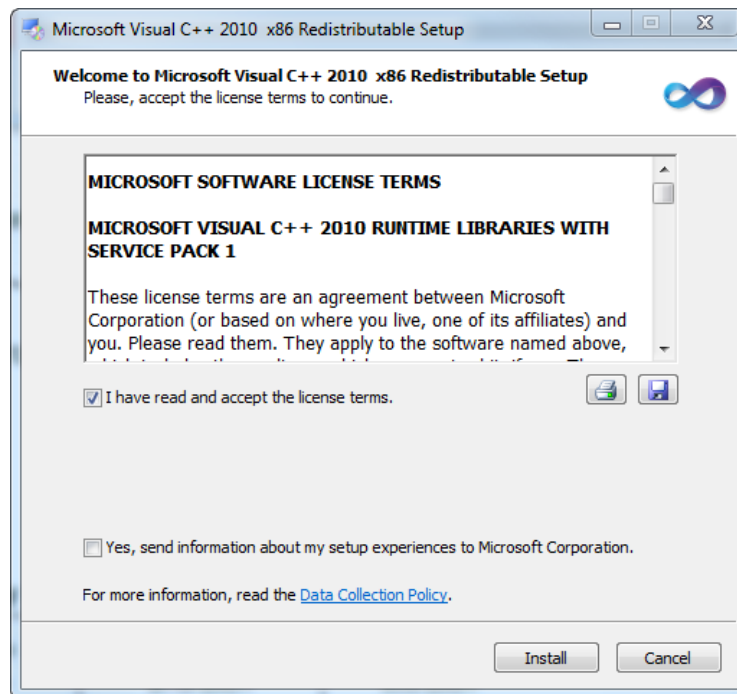 Microsoft Visual C++ 2010  x86 Redistributable Setup
Welcome to Microsoft Visual C++ 2010  x86 Redistributable Setup
Please, accept the license terms to continue.
MICROSOFT SOFTWARE LICENSE TERMS
MICROSOFT VISUAL C++ 2010 RUNTIME LIBRARIES WITH
SERVICE PACK 1
These license terms are an agreement between Microsoft
Corporation (or based on where you live, one of its affiliates) and
you. Please read them. They apply to the software named above,
I have read and accept the license terms.
Yes, send information about my setup experiences to Microsoft Corporation.
For more information, read the Data Collection Policy.
Install
Cancel